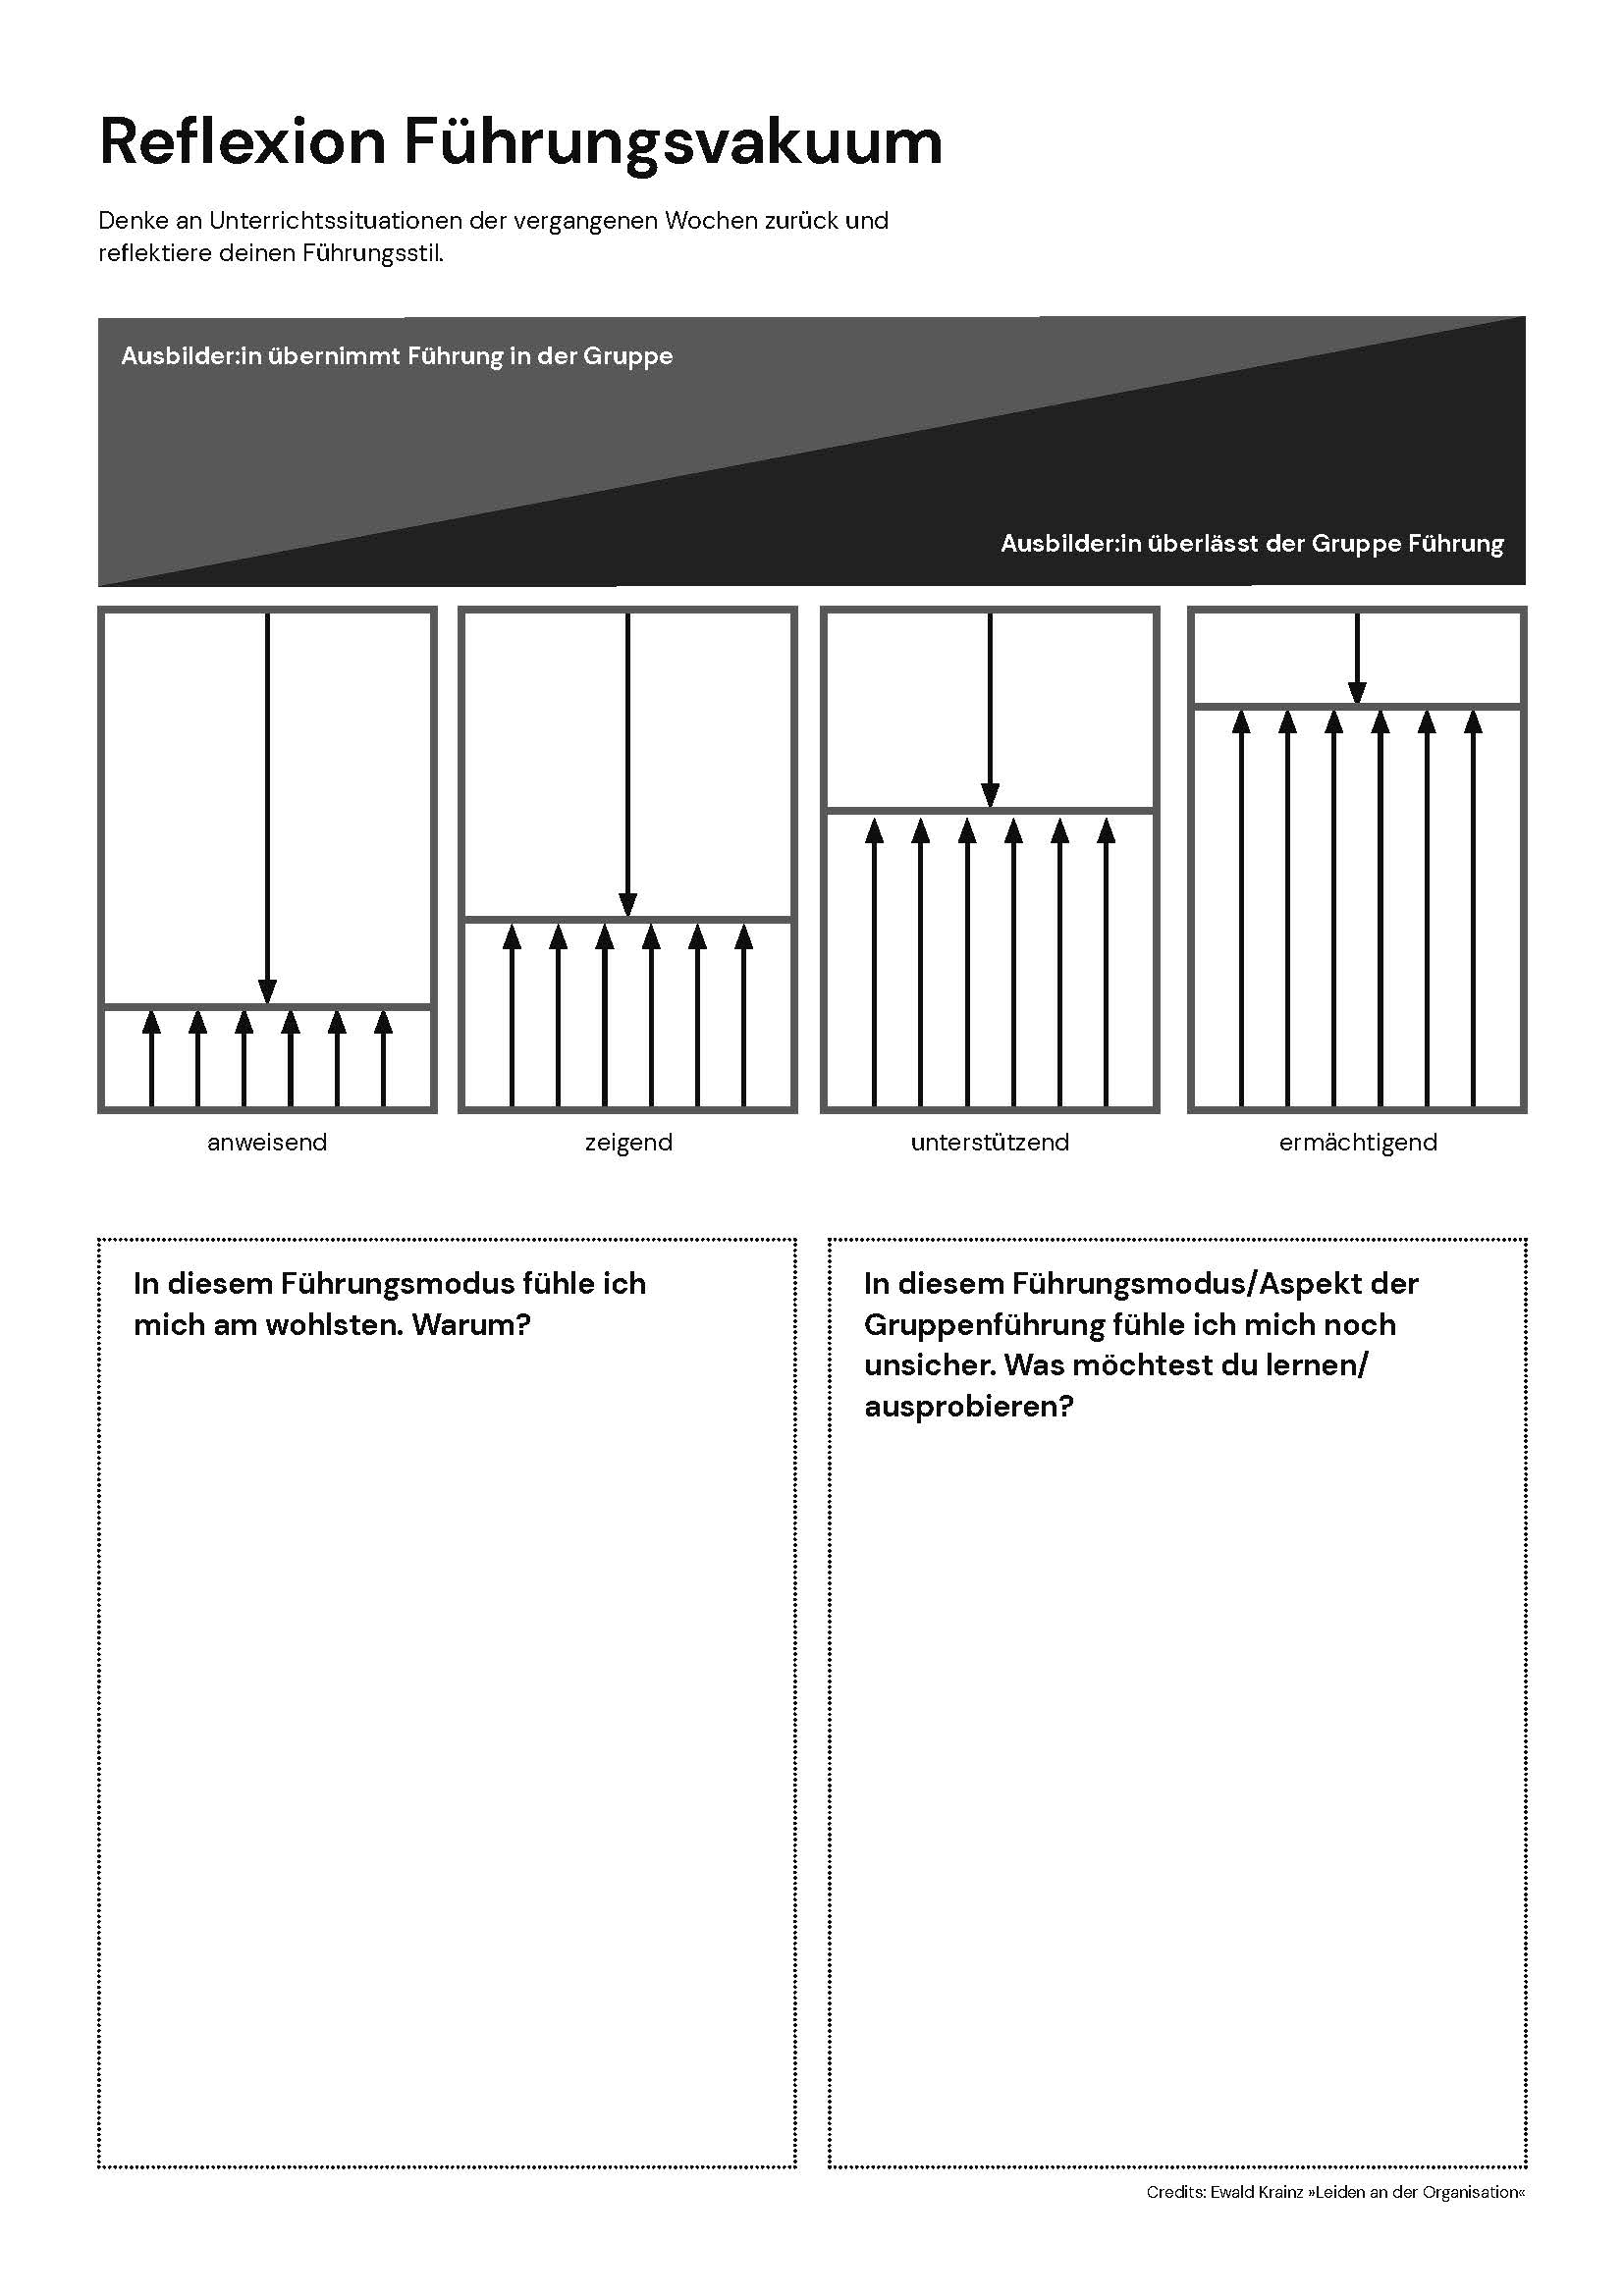 Reflexion Führungsvakuum
Denke an Unterrichtssituationen der vergangenen Wochen zurück und
reflektiere deinen Führungsstil.
Ausbilder:in übernimmt Führung in der Gruppe
Ausbilder:in überlässt der Gruppe Führung
anweisend
zeigend
unterstützend
ermächtigend
In diesem Führungsmodus fühle ich
mich am wohlsten. Warum?
In diesem Führungsmodus/Aspekt der
Gruppenführung fühle ich mich noch
unsicher. Was möchtest du lernen/
ausprobieren?
Credits: Ewald Krainz »Leiden an der Organisation«